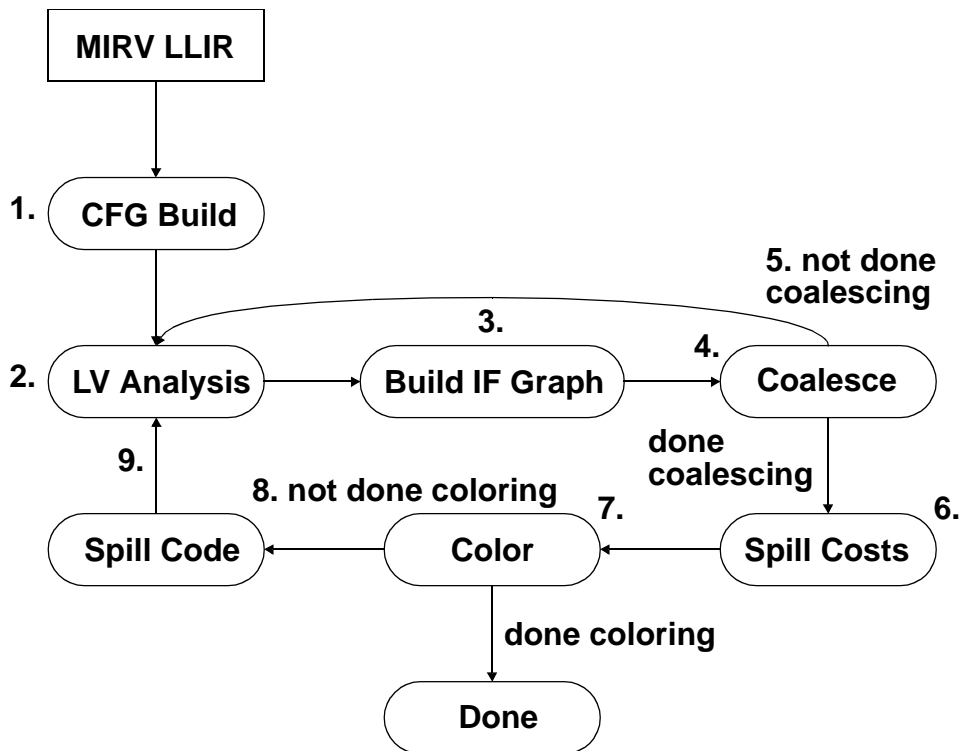 MIRV LLIR
1.
CFG Build
5. not done
coalescing
3.
4.
2.
LV Analysis
Build IF Graph
Coalesce
done
coalescing
9.
8. not done coloring
7.
6.
Spill Code
Color
Spill Costs
done coloring
Done